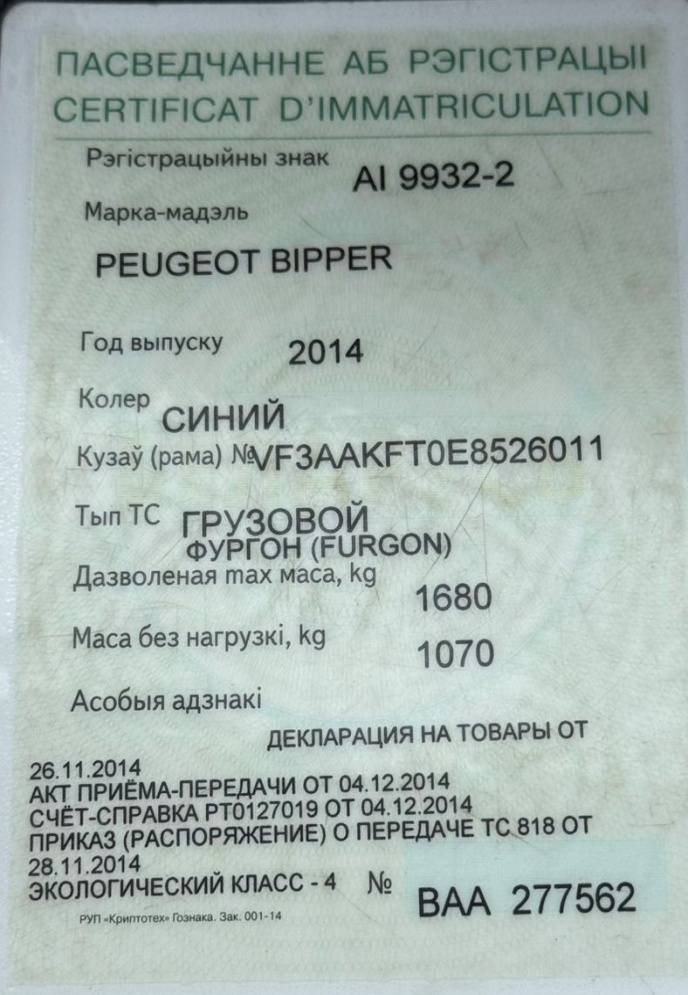 ПАСВЕДЧАННЕ АБ РЭГІСТРАЦЫІ
CERTIFICAT D'IMMATRICULATION
Рэгістрацыйны знак AI 9932-2
Марка-мадэль
PEUGEOT BIPPER
Год выпуску 2014
Колер СИНИЙ
Кузаў (рама) № VF3AAKFT0E8526011
Тып ТС ГРУЗОВОЙ
ФУРГОН (FURGON)
Дазволеная max маса, kg 1680
Маса без нагрузкі, kg 1070
Асобыя адзнакі
ДЕКЛАРАЦИЯ НА ТОВАРЫ ОТ
26.11.2014
АКТ ПРИЁМА-ПЕРЕДАЧИ ОТ 04.12.2014
СЧЁТ-СПРАВКА РТ0127019 ОТ 04.12.2014
ПРИКАЗ (РАСПОРЯЖЕНИЕ) О ПЕРЕДАЧЕ ТС 818 ОТ
28.11.2014
ЭКОЛОГИЧЕСКИЙ КЛАСС - 4 № ВАА 277562
РУП «Криптотех» Гознака. Зак. 001-14